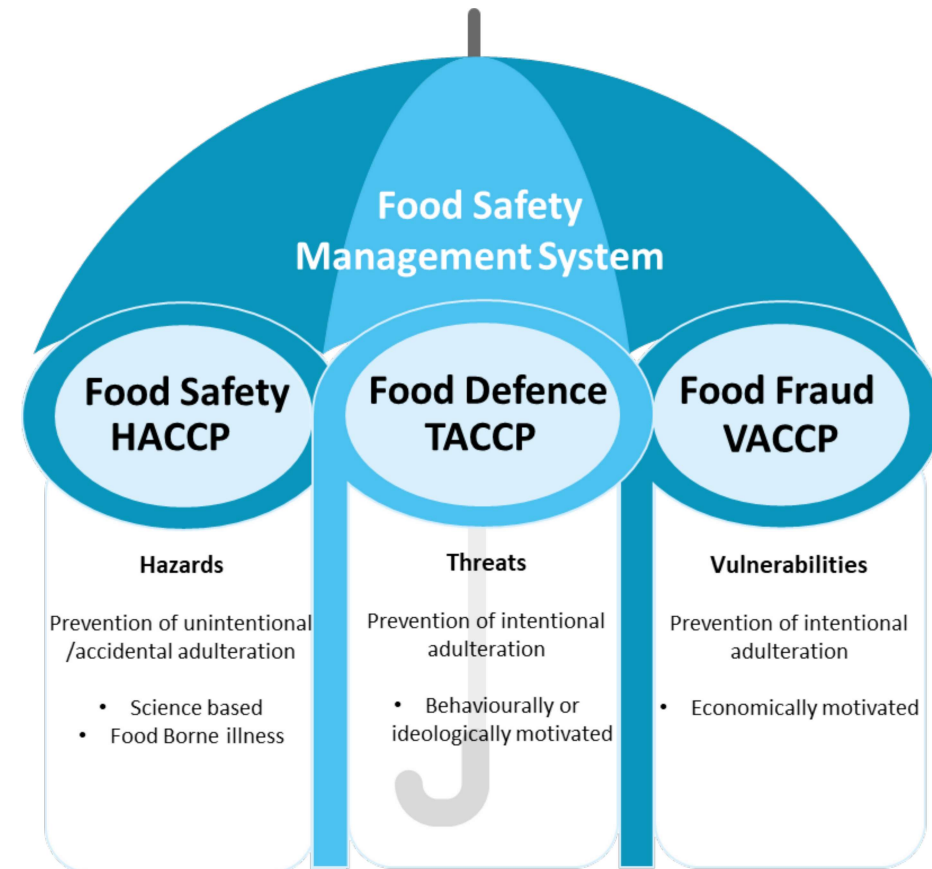 Food Safety
Management System
Food Safety
HACCP
Food Defence
TACCP
Food Fraud
VACCP
Hazards
Prevention of unintentional
/accidental adulteration
• Science based
• Food Borne illness
Threats
Prevention of intentional
adulteration
• Behaviourally or
ideologically motivated
Vulnerabilities
Prevention of intentional
adulteration
• Economically motivated